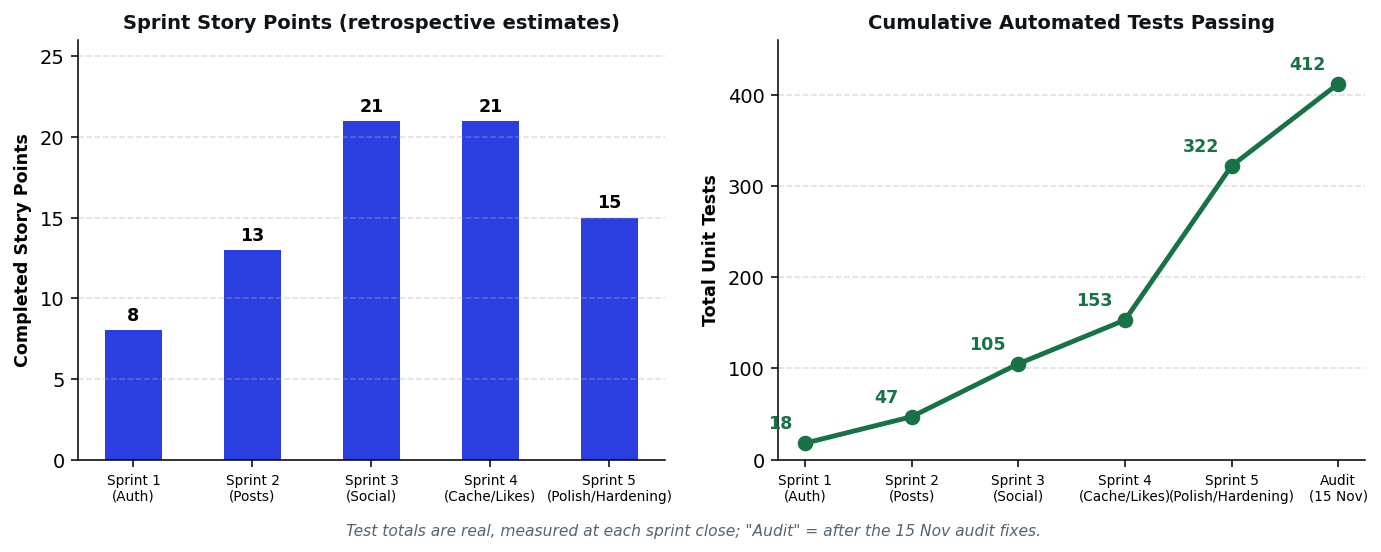 Sprint Story Points (retrospective estimates)
Completed Story Points
25
20
15
10
5
0
8
13
21
21
15
Sprint 1
(Auth)
Sprint 2
(Posts)
Sprint 3
(Social)
Sprint 4
(Cache/Likes)
Sprint 5
(Polish/Hardening)
Cumulative Automated Tests Passing
Total Unit Tests
400
300
200
100
0
18
47
105
153
322
412
Sprint 1
(Auth)
Sprint 2
(Posts)
Sprint 3
(Social)
Sprint 4
(Cache/Likes)
Sprint 5
(Polish/Hardening)
Audit
(15 Nov)
Test totals are real, measured at each sprint close; "Audit" = after the 15 Nov audit fixes.